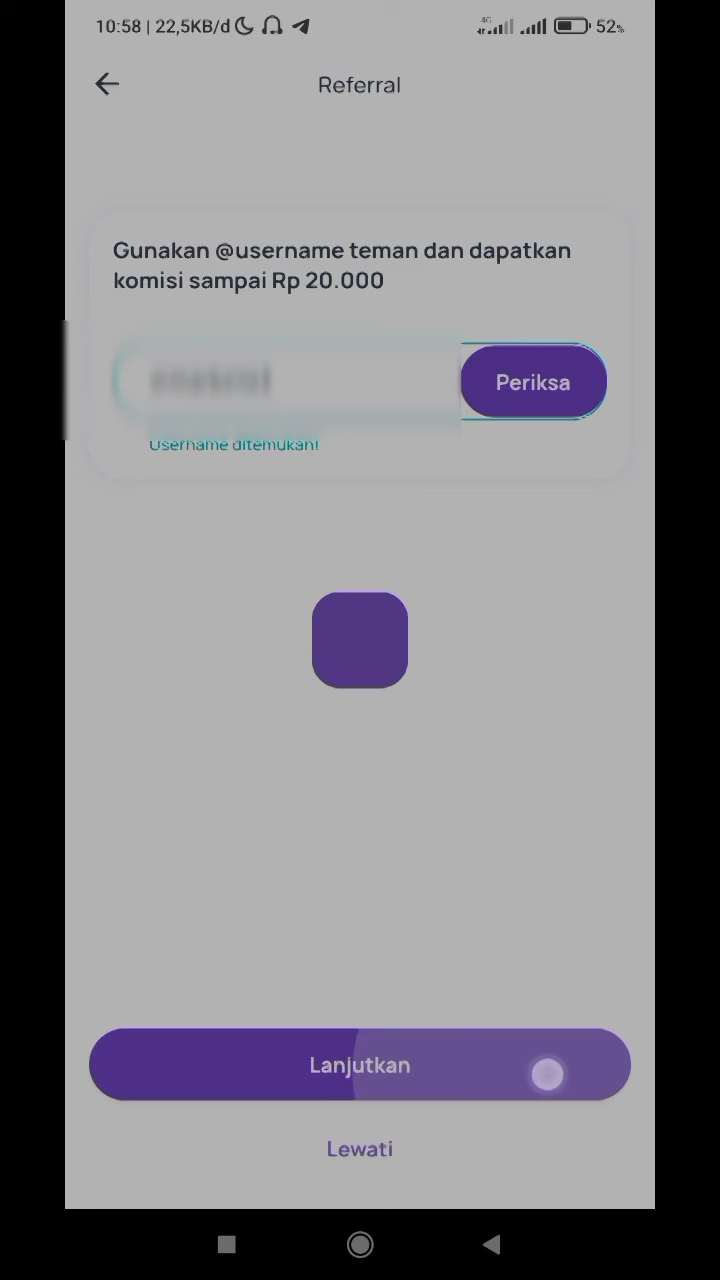 10:58 | 22,5KB/d
4G
52%
Referral
Gunakan @username teman dan dapatkan
komisi sampai Rp 20.000
Periksa
Username ditemukan!
Lanjutkan
Lewati